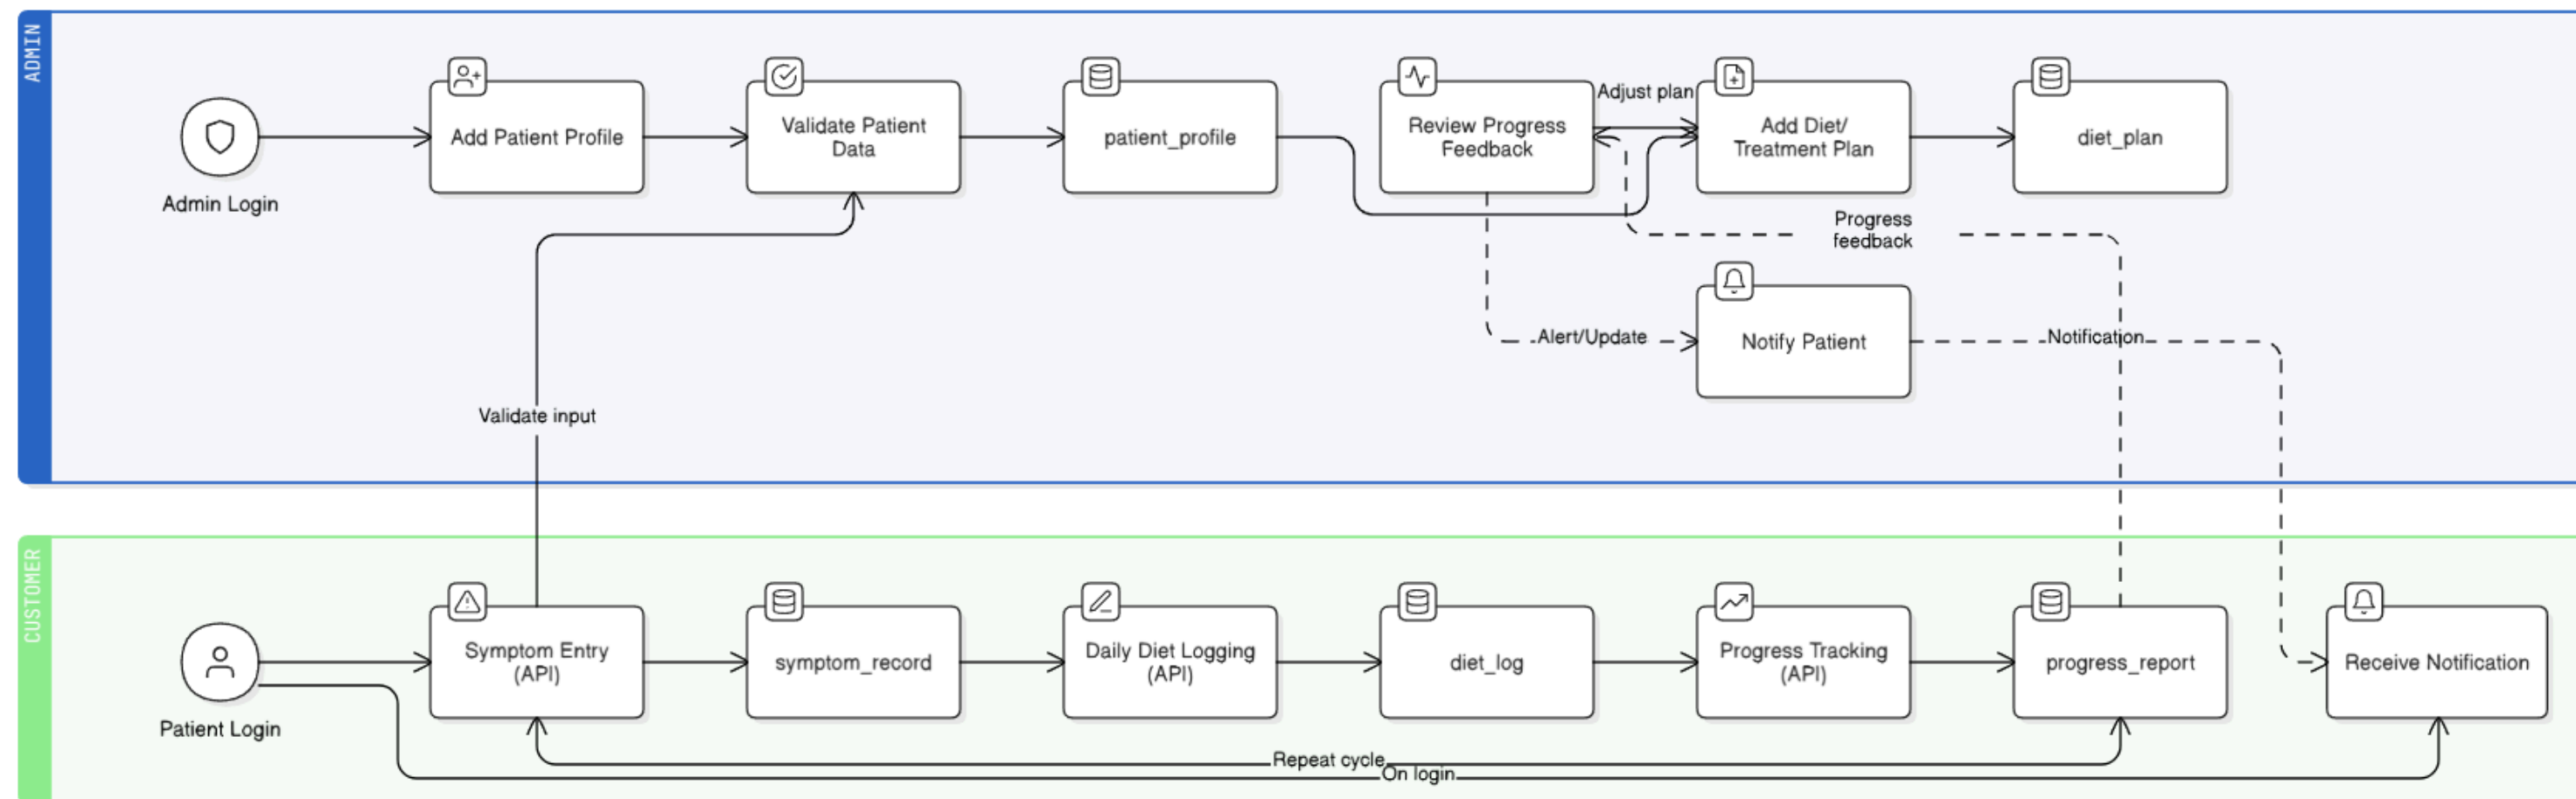 ADMIN
Admin Login
Add Patient Profile
Validate Patient
Data
patient_profile
Review Progress
Feedback
Adjust plan
Add Diet/
Treatment Plan
diet_plan
Progress
feedback
Alert/Update
Notify Patient
Notification
Validate input
CUSTOMER
Patient Login
Symptom Entry
(API)
symptom_record
Daily Diet Logging
(API)
diet_log
Progress Tracking
(API)
progress_report
Receive Notification
Repeat cycle
On login